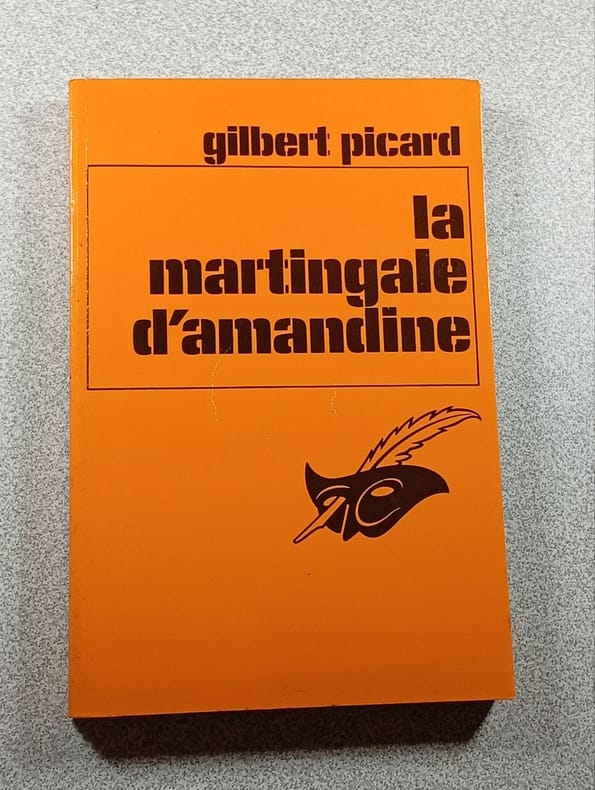 gilbert picard
la
martingale
d'amandine